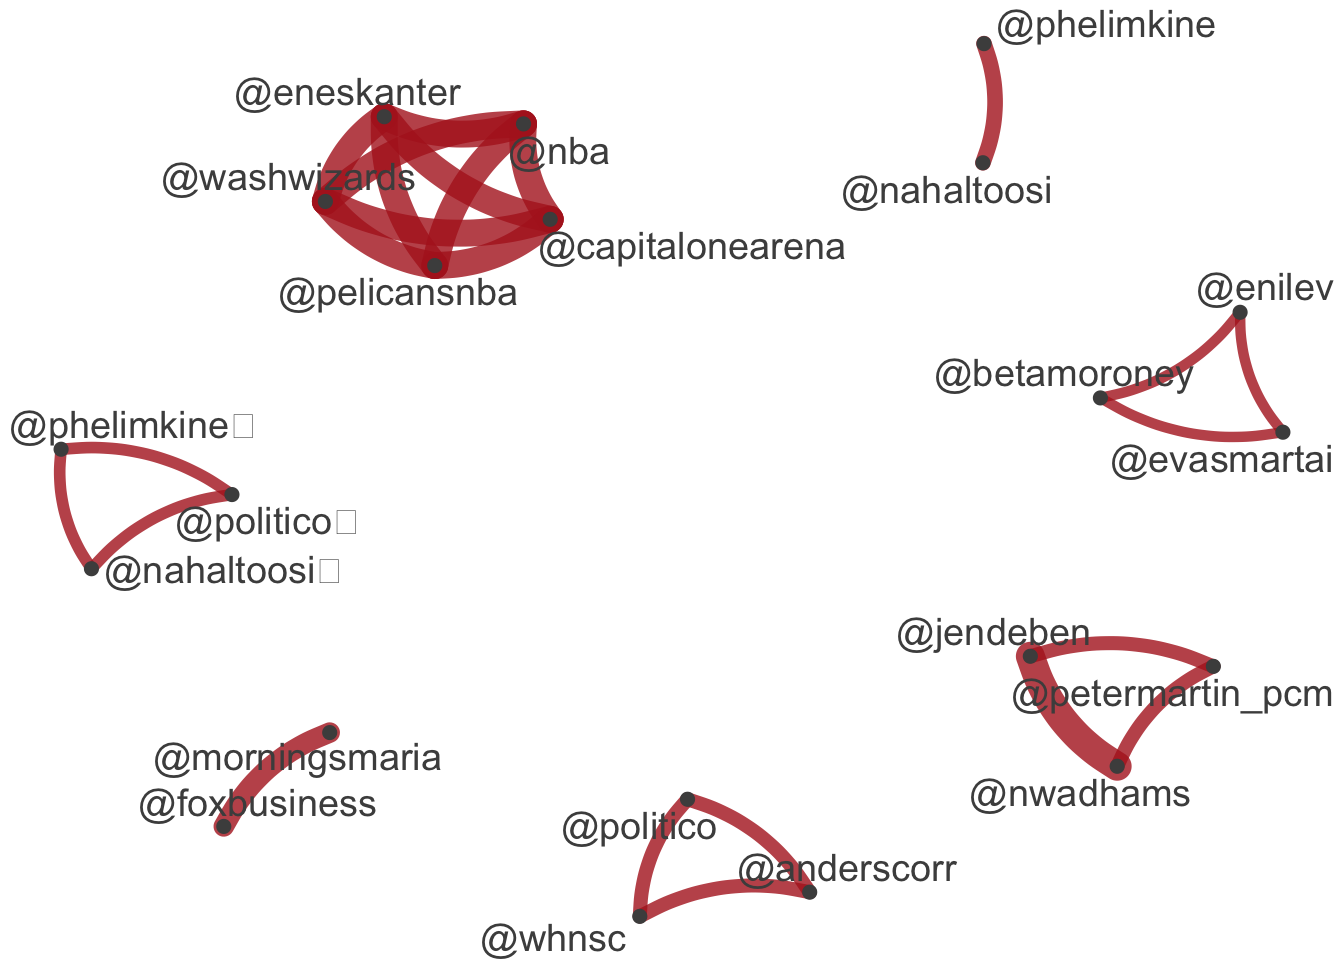 @phelimkine
@eneskanter
@nba
@washwizards
@nahaltoosi
@capitalonearena
@pelicansnba
@enilev
@betamoroney
@phelimkine
@evasmartai
@politico
@nahaltoosi
@jendeben
@petermartin_pcm
@morningsmaria
@foxbusiness
@nwadhams
@politico
@anderscorr
@whnsc